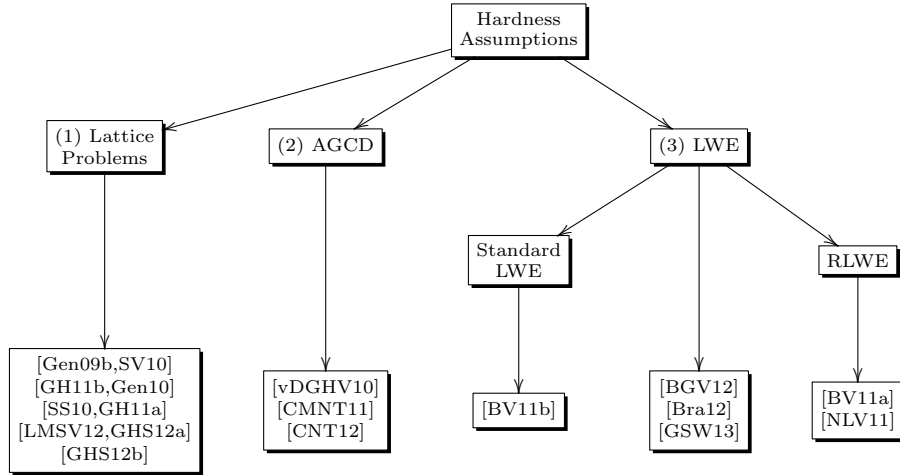 Hardness
Assumptions
(1) Lattice
Problems
(2) AGCD
(3) LWE
Standard
LWE
RLWE
[Gen09b,SV10]
[GH11b,Gen10]
[SS10,GH11a]
[LMSV12,GHS12a]
[GHS12b]
[vDGHV10]
[CMNT11]
[CNT12]
[BV11b]
[BGV12]
[Bra12]
[GSW13]
[BV11a]
[NLV11]